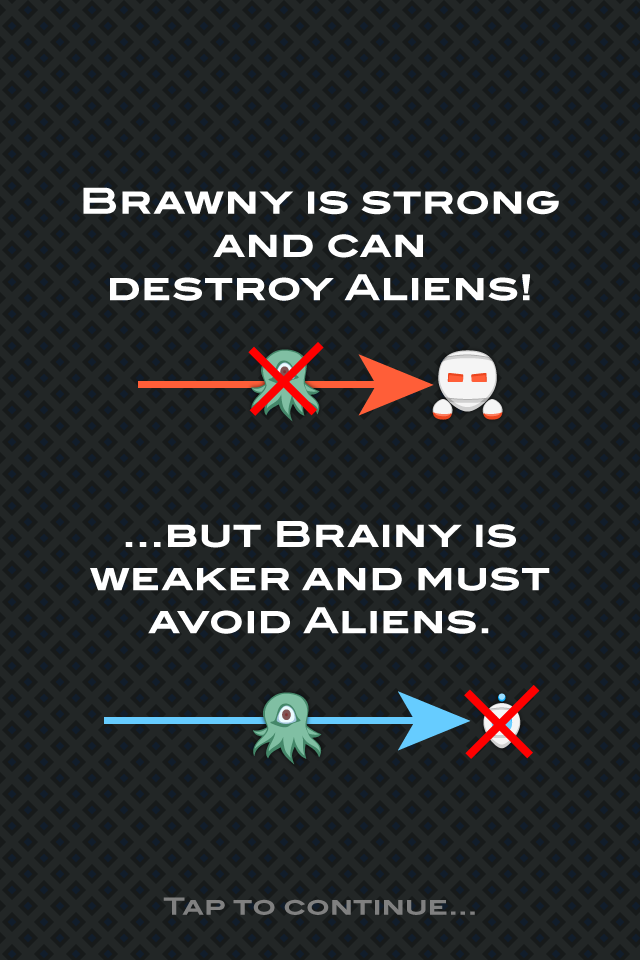 Brawny is strong
and can
destroy Aliens!
...but Brainy is
weaker and must
avoid Aliens.
Tap to continue...